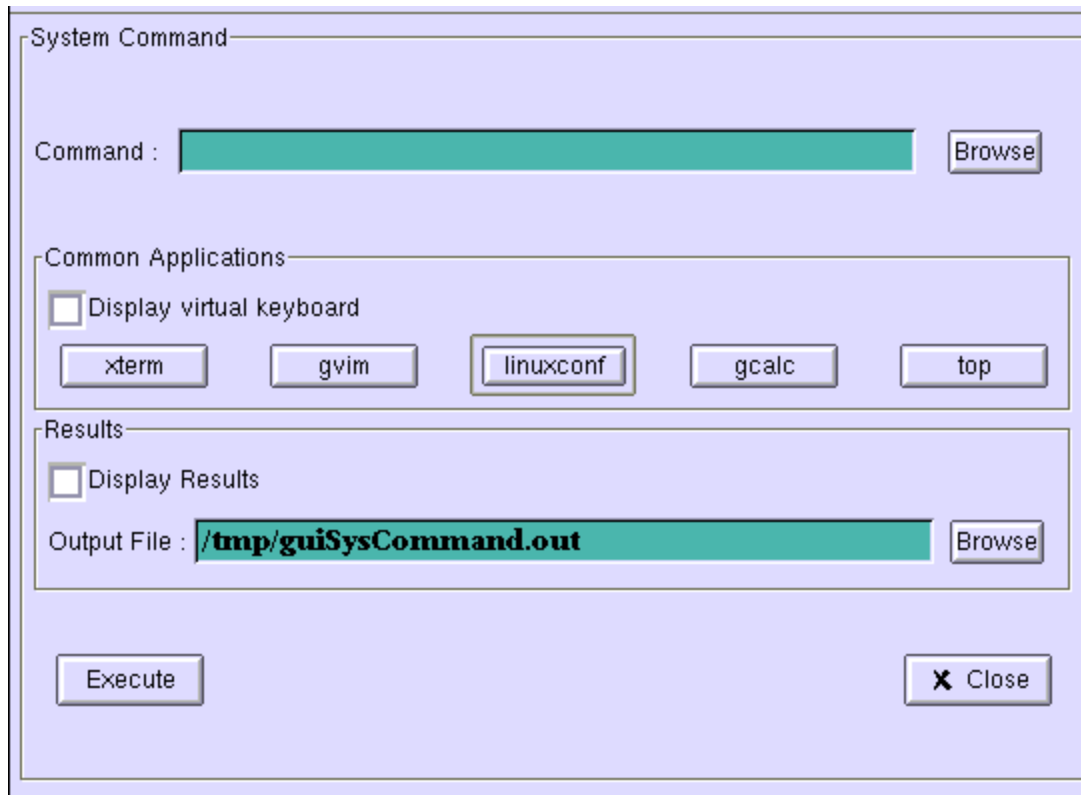 System Command
Command : Browse
Common Applications
Display virtual keyboard
xterm gvim linuxconf gcalc top
Results
Display Results
Output File : /tmp/guiSysCommand.out Browse
Execute X Close